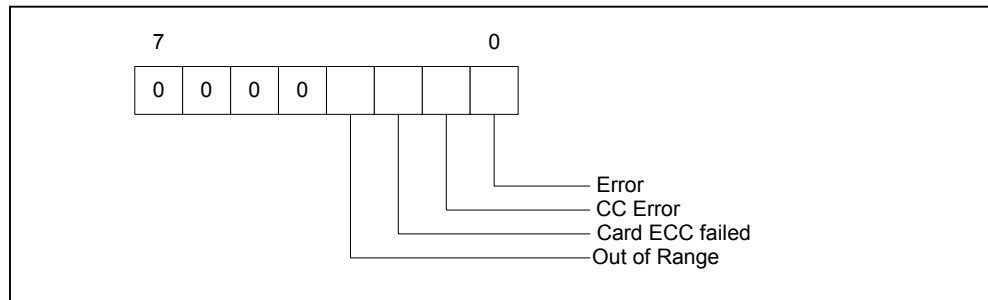 7 0
0 0 0 0
Error
CC Error
Card ECC failed
Out of Range